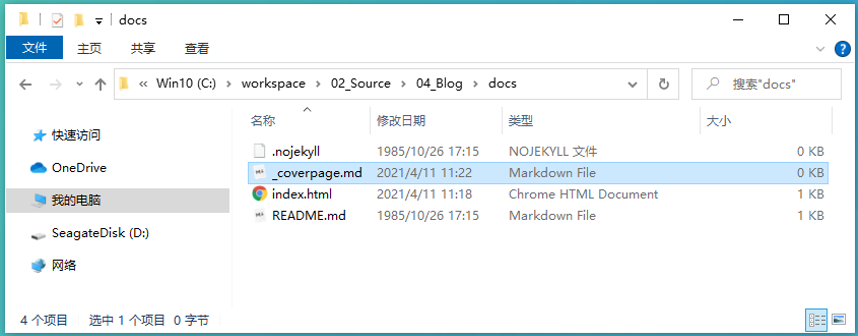 docs
文件 主页 共享 查看
« Win10 (C:) › workspace › 02_Source › 04_Blog › docs 搜索"docs"
名称 修改日期 类型 大小
快速访问
OneDrive
我的电脑
SeagateDisk (D:)
网络
.nojekyll 1985/10/26 17:15 NOJEKYLL 文件 0 KB
_coverpage.md 2021/4/11 11:22 Markdown File 0 KB
index.html 2021/4/11 11:18 Chrome HTML Document 1 KB
README.md 1985/10/26 17:15 Markdown File 1 KB
4 个项目 选中 1 个项目 0 字节